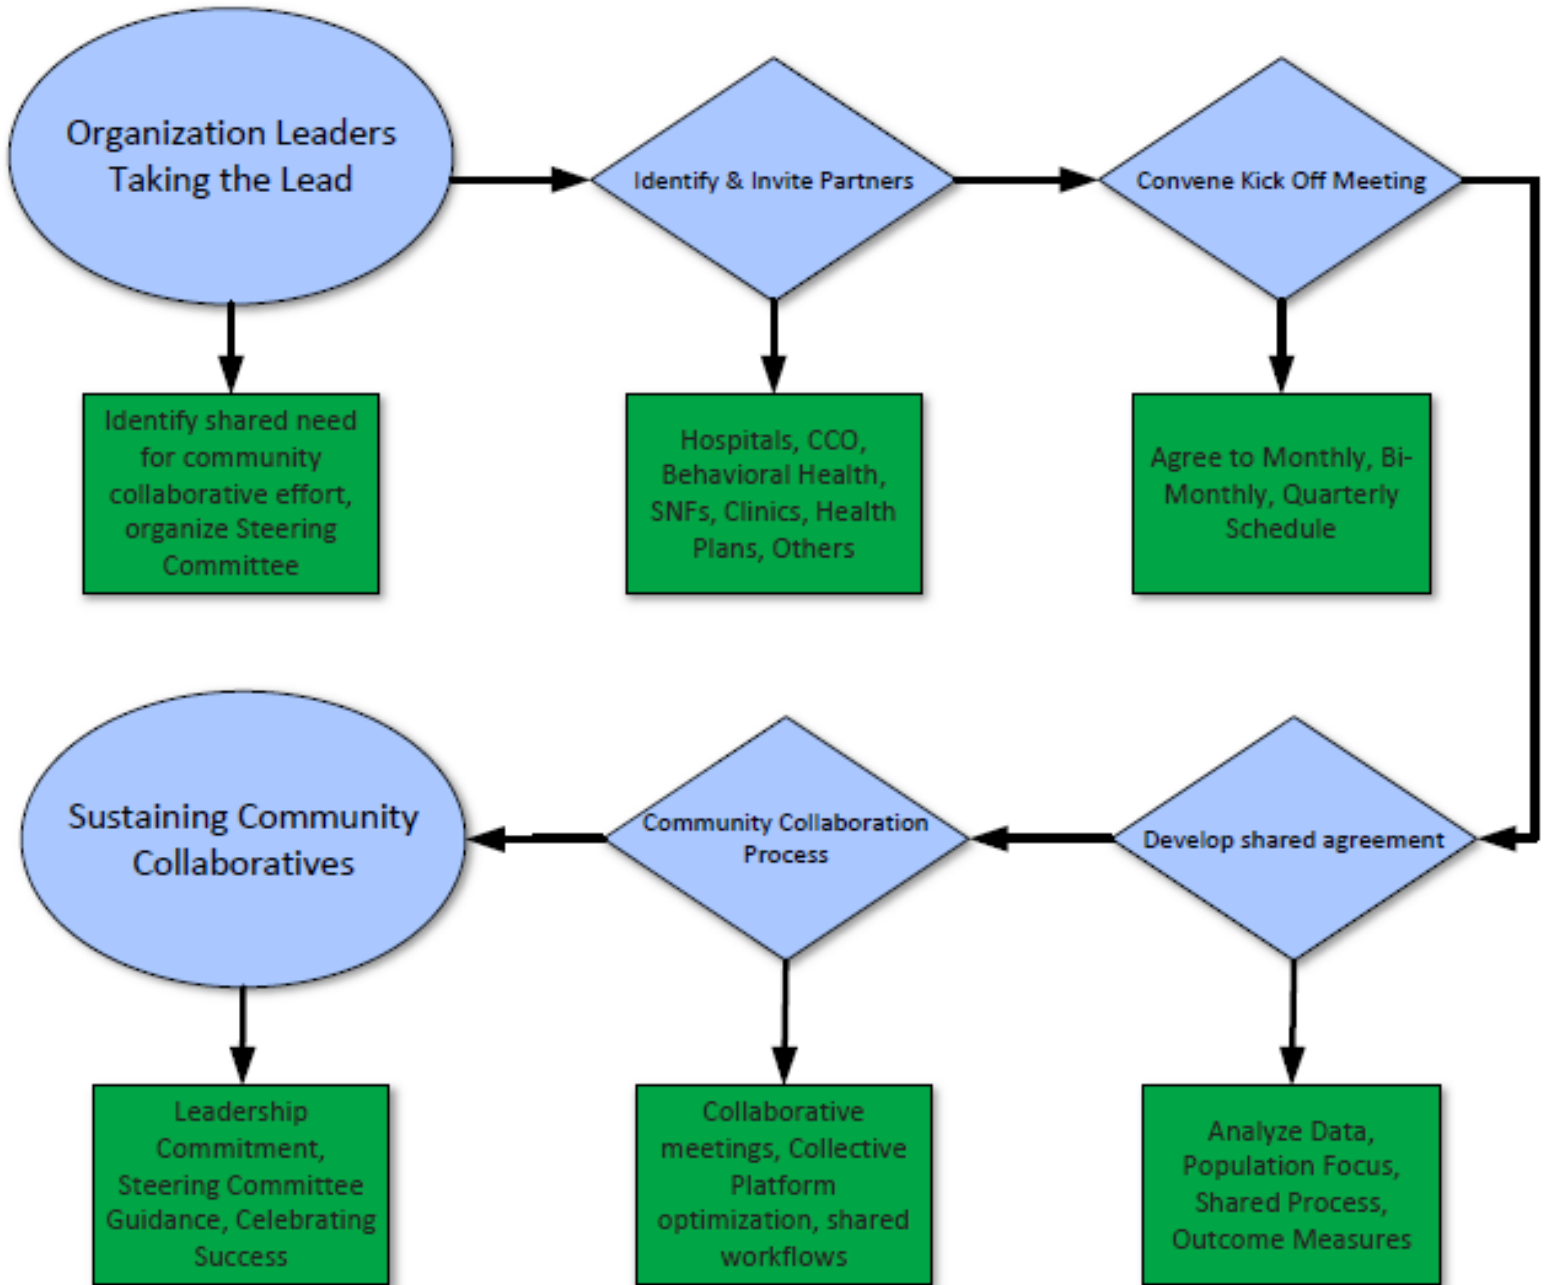 Organization Leaders
Taking the Lead
Identify & Invite Partners
Convene Kick Off Meeting
Identify shared need
for community
collaborative effort,
organize Steering
Committee
Hospitals, CCO,
Behavioral Health,
SNFs, Clinics, Health
Plans, Others
Agree to Monthly, Bi-
Monthly, Quarterly
Schedule
Develop shared agreement
Community Collaboration
Process
Sustaining Community
Collaboratives
Analyze Data,
Population Focus,
Shared Process,
Outcome Measures
Collaborative
meetings, Collective
Platform
optimization, shared
workflows
Leadership
Commitment,
Steering Committee
Guidance, Celebrating
Success